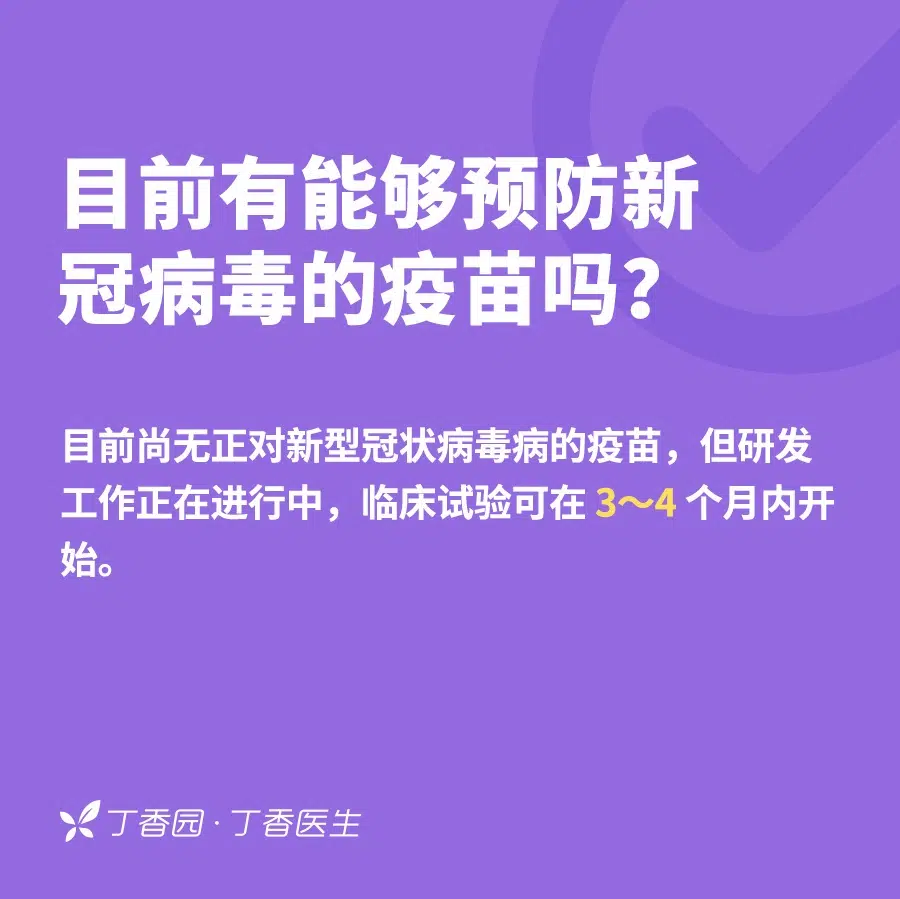 目前有能够预防新
冠病毒的疫苗吗？
目前尚无正对新型冠状病毒病的疫苗，但研发
工作正在进行中，临床试验可在 3～4 个月内开
始。
丁香园·丁香医生